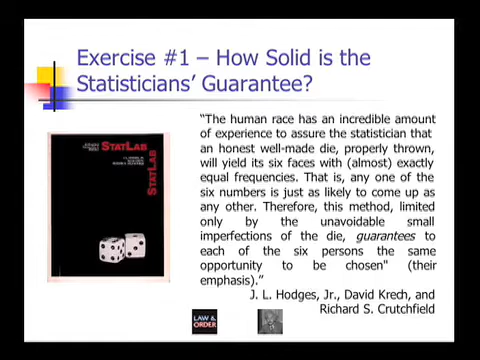 Exercise #1 – How Solid is the
Statisticians' Guarantee?
"The human race has an incredible amount
of experience to assure the statistician that
an honest well-made die, properly thrown,
will yield its six faces with (almost) exactly
equal frequencies. That is, any one of the
six numbers is just as likely to come up as
any other. Therefore, this method, limited
only by the unavoidable small
imperfections of the die, guarantees to
each of the six persons the same
opportunity to be chosen" (their
emphasis)."
J. L. Hodges, Jr., David Krech, and
Richard S. Crutchfield
STATLAB
STATLAB
LAW &
ORDER